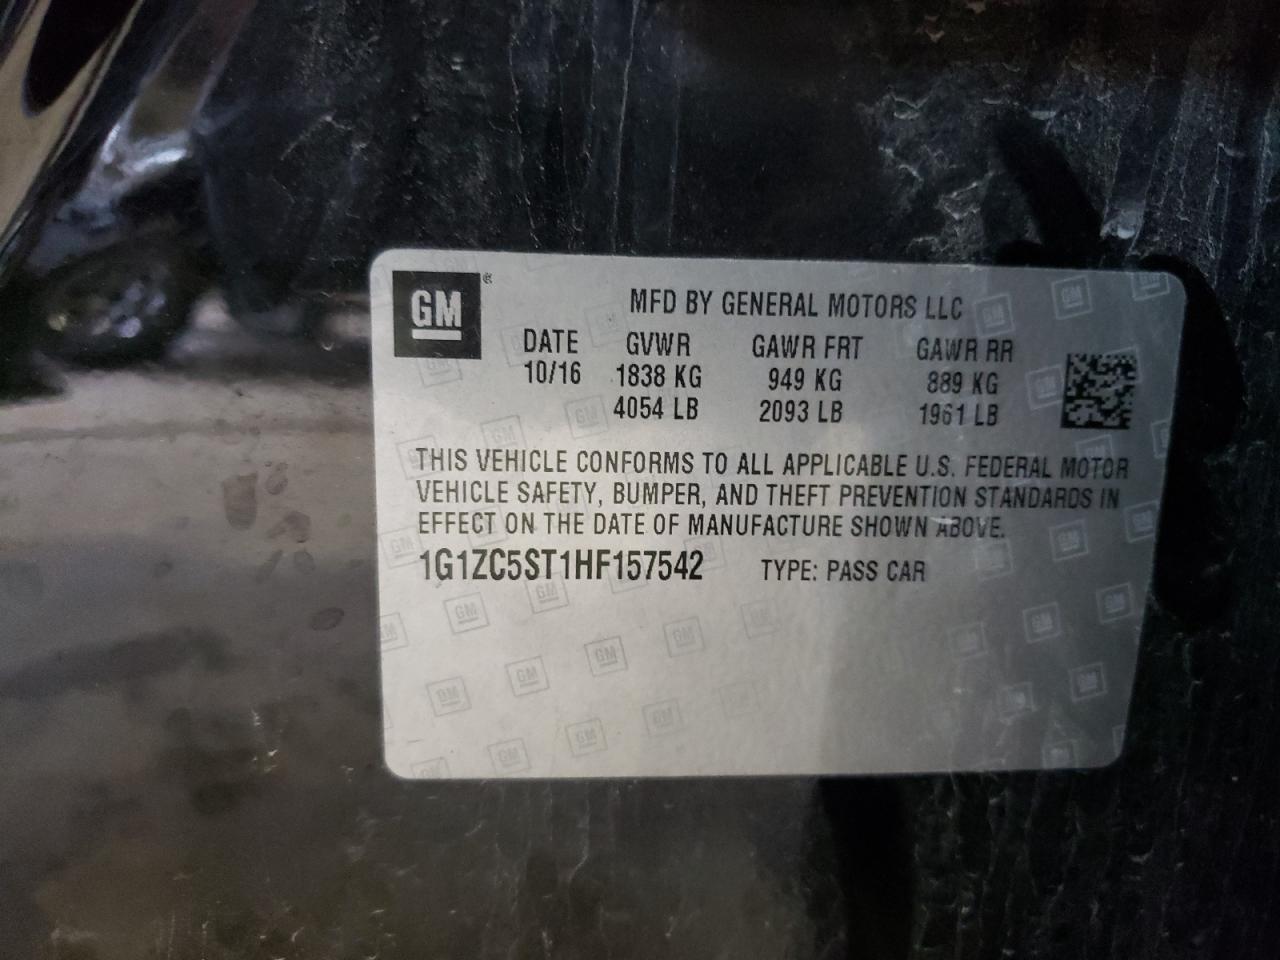 GM®
MFD BY GENERAL MOTORS LLC
DATE GVWR GAWR FRT GAWR RR
10/16 1838 KG 949 KG 889 KG
4054 LB 2093 LB 1961 LB
THIS VEHICLE CONFORMS TO ALL APPLICABLE U.S. FEDERAL MOTOR
VEHICLE SAFETY, BUMPER, AND THEFT PREVENTION STANDARDS IN
EFFECT ON THE DATE OF MANUFACTURE SHOWN ABOVE.
1G1ZC5ST1HF157542 TYPE: PASS CAR